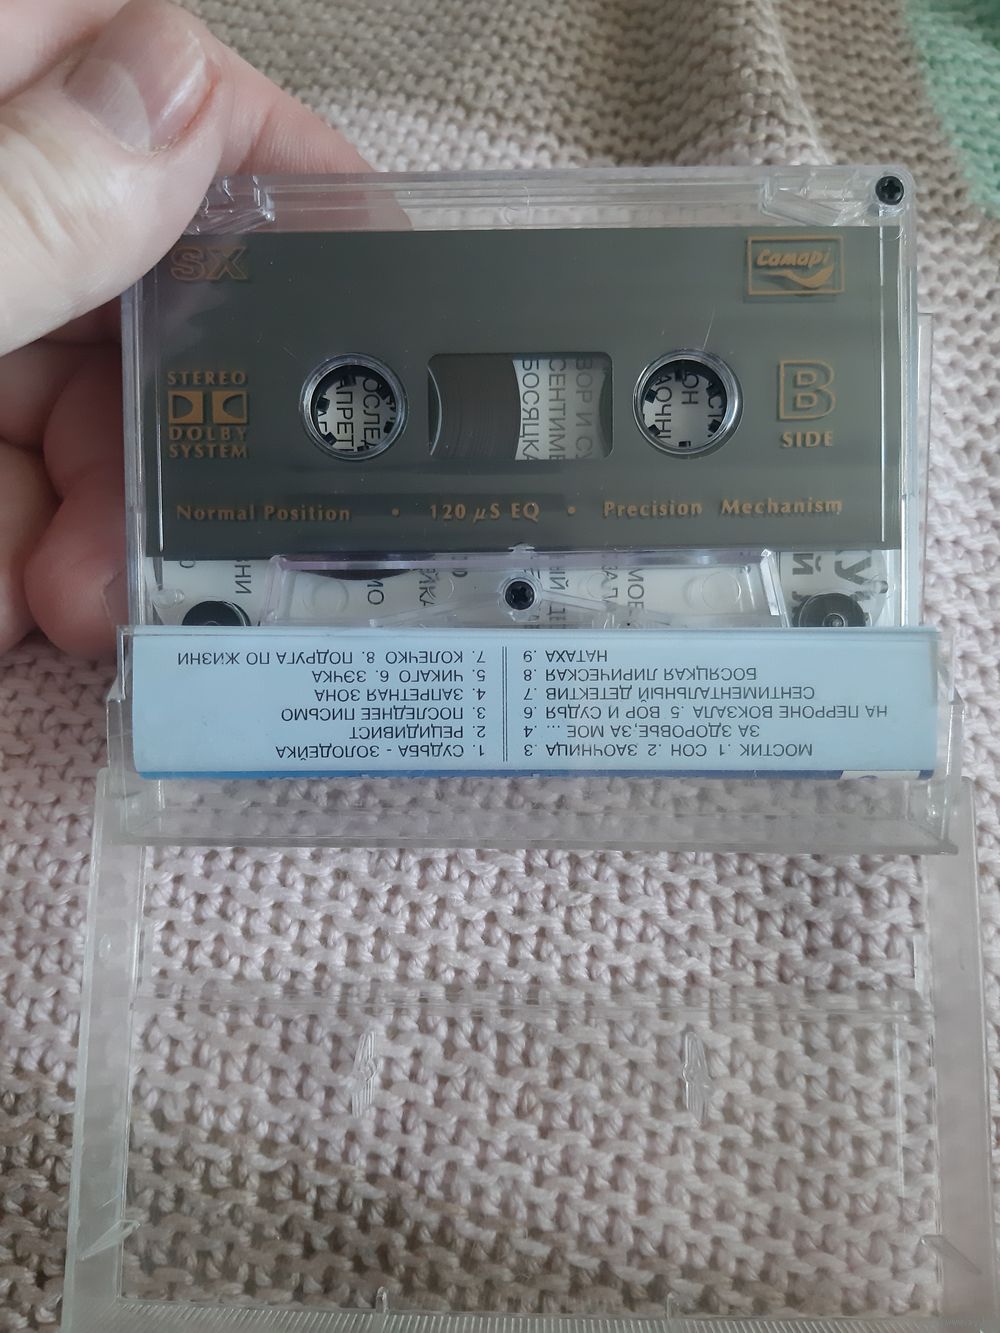 SX
Самарі
STEREO
DOLBY
SYSTEM
B
SIDE
Normal Position • 120 µS EQ • Precision Mechanism
МОСТИК. 1. СОН. 2. ЗАОЧНИЦА 3.
ЗА ЗДОРОВЬЕ, ЗА МОЕ ... 4.
НА ПЕРРОНЕ ВОКЗАЛА 5. ВОР И СУДЬЯ 6.
СЕНТИМЕНТАЛЬНЫЙ ДЕТЕКТИВ 7.
БОСЯЦКАЯ ЛИРИЧЕСКАЯ 8.
НАТАХА 9.
1. СУДЬБА - ЗОЛОДЕЙКА
2. РЕЦИДИВИСТ
3. ПОСЛЕДНЕЕ ПИСЬМО
4. ЗАПРЕТНАЯ ЗОНА
5. ЧИКАГО 6. ЗЭЧКА
7. КОЛЕЧКО 8. ПОДРУГА ПО ЖИЗНИ